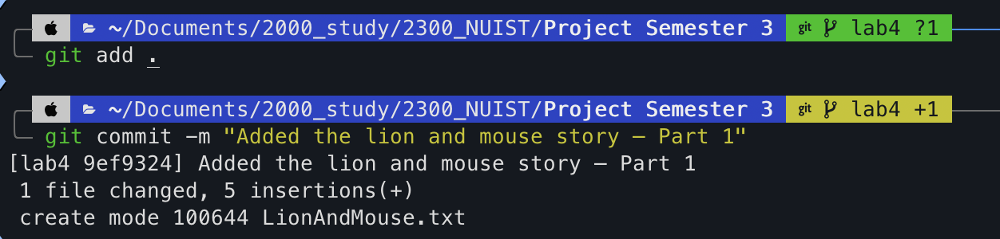 ~/Documents/2000_study/2300_NUIST/Project Semester 3 git lab4 ?1
git add .
~/Documents/2000_study/2300_NUIST/Project Semester 3 git lab4 +1
git commit -m "Added the lion and mouse story – Part 1"
[lab4 9ef9324] Added the lion and mouse story – Part 1
1 file changed, 5 insertions(+)
create mode 100644 LionAndMouse.txt